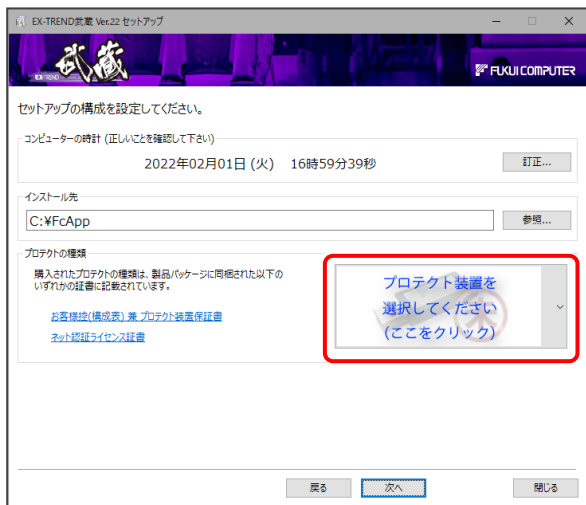 EX-TREND武蔵 Ver.22 セットアップ
EX-TREND 武蔵
FUKUI COMPUTER
セットアップの構成を設定してください。
コンピューターの時計 (正しいことを確認して下さい)
2022年02月01日 (火) 16時59分39秒
訂正...
インストール先
C:¥FcApp
参照...
プロテクトの種類
購入されたプロテクトの種類は、製品パッケージに同梱された以下の
いずれかの証書に記載されています。
お客様控(構成表) 兼 プロテクト装置保証書
ネット認証ライセンス証書
プロテクト装置を
選択してください
(ここをクリック)
戻る
次へ
閉じる